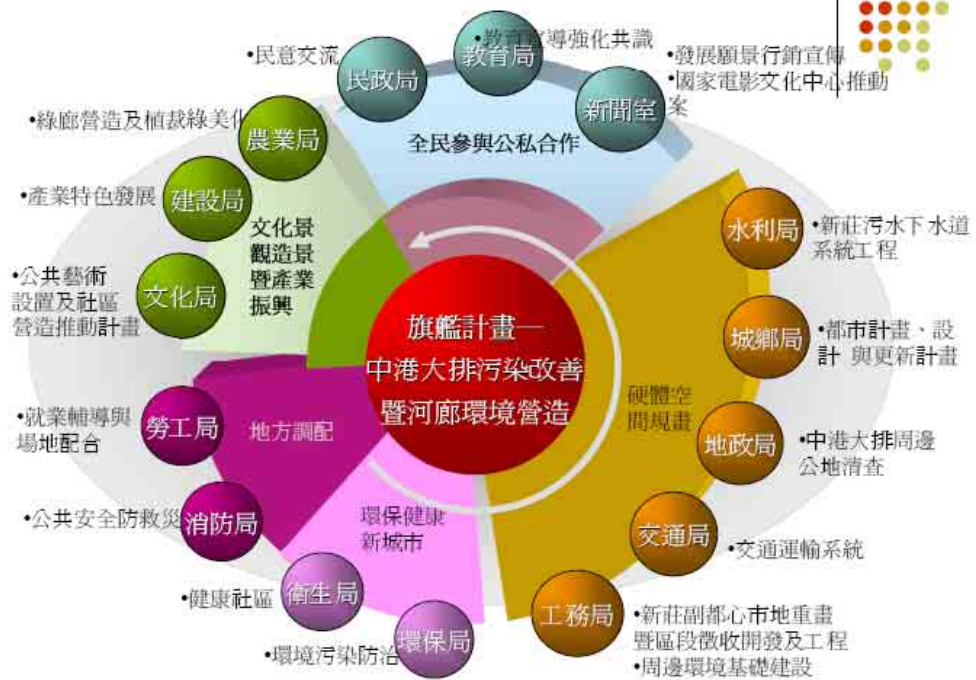 •民意交流
民政局
教育局
•教育宣導強化共識
新聞室
•發展願景行銷宣傳
•國家電影文化中心推動
案
全民參與公私合作
•綠廊營造及植栽綠美化
農業局
•產業特色發展
建設局
•公共藝術
設置及社區
營造推動計畫
文化局
文化景
觀造景
暨產業
振興
水利局
•新莊污水下水道
系統工程
城鄉局
•都市計畫、設
計 與更新計畫
地政局
•中港大排周邊
公地清查
交通局
•交通運輸系統
工務局
•新莊副都心市地重畫
暨區段徵收開發及工程
•周邊環境基礎建設
硬體空
間規畫
旗艦計畫—
中港大排污染改善
暨河廊環境營造
•就業輔導與
場地配合
勞工局
地方調配
•公共安全防救災
消防局
環保健康
新城市
•健康社區
衛生局
•環境污染防治
環保局